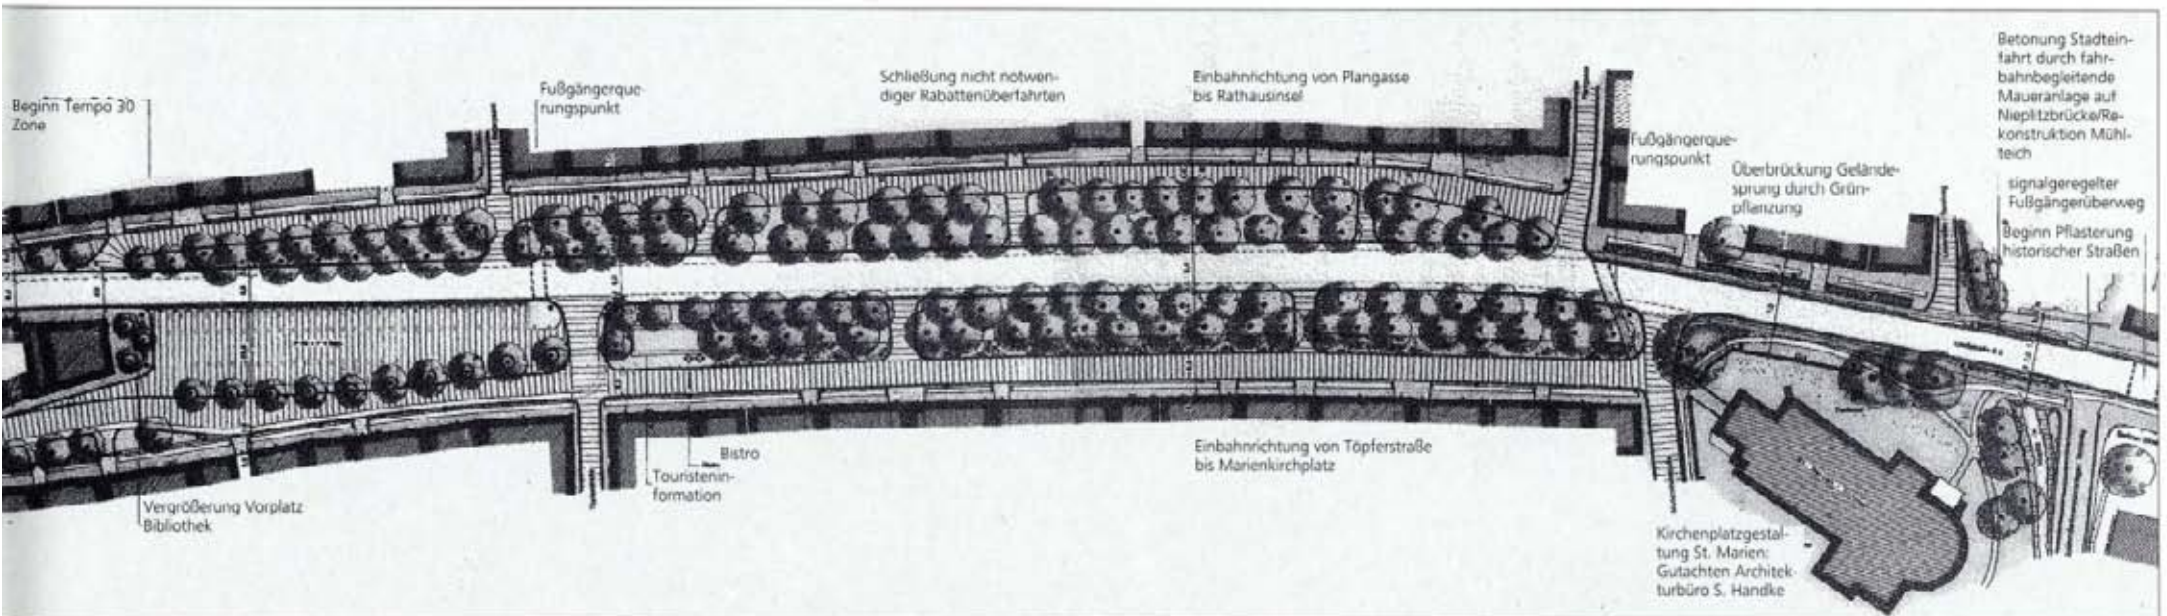 Beginn Tempo 30
Zone
Fußgängerque-
rungspunkt
Schließung nicht notwen-
diger Rabattenüberfahrten
Einbahnrichtung von Plangasse
bis Rathausinsel
Fußgängerque-
rungspunkt
Überbrückung Gelände-
sprung durch Grün-
pflanzung
Betonung Stadtein-
fahrt durch fahr-
bahnbegleitende
Maueranlage auf
Nieplitzbrücke/Re-
konstruktion Mühl-
teich
signalgeregelter
Fußgängerüberweg
Beginn Pflasterung
historischer Straßen
Vergrößerung Vorplatz
Bibliothek
Touristenin-
formation
Bistro
Einbahnrichtung von Töpferstraße
bis Marienkirchplatz
Kirchenplatzgestal-
tung St. Marien:
Gutachten Architek-
turbüro S. Handke